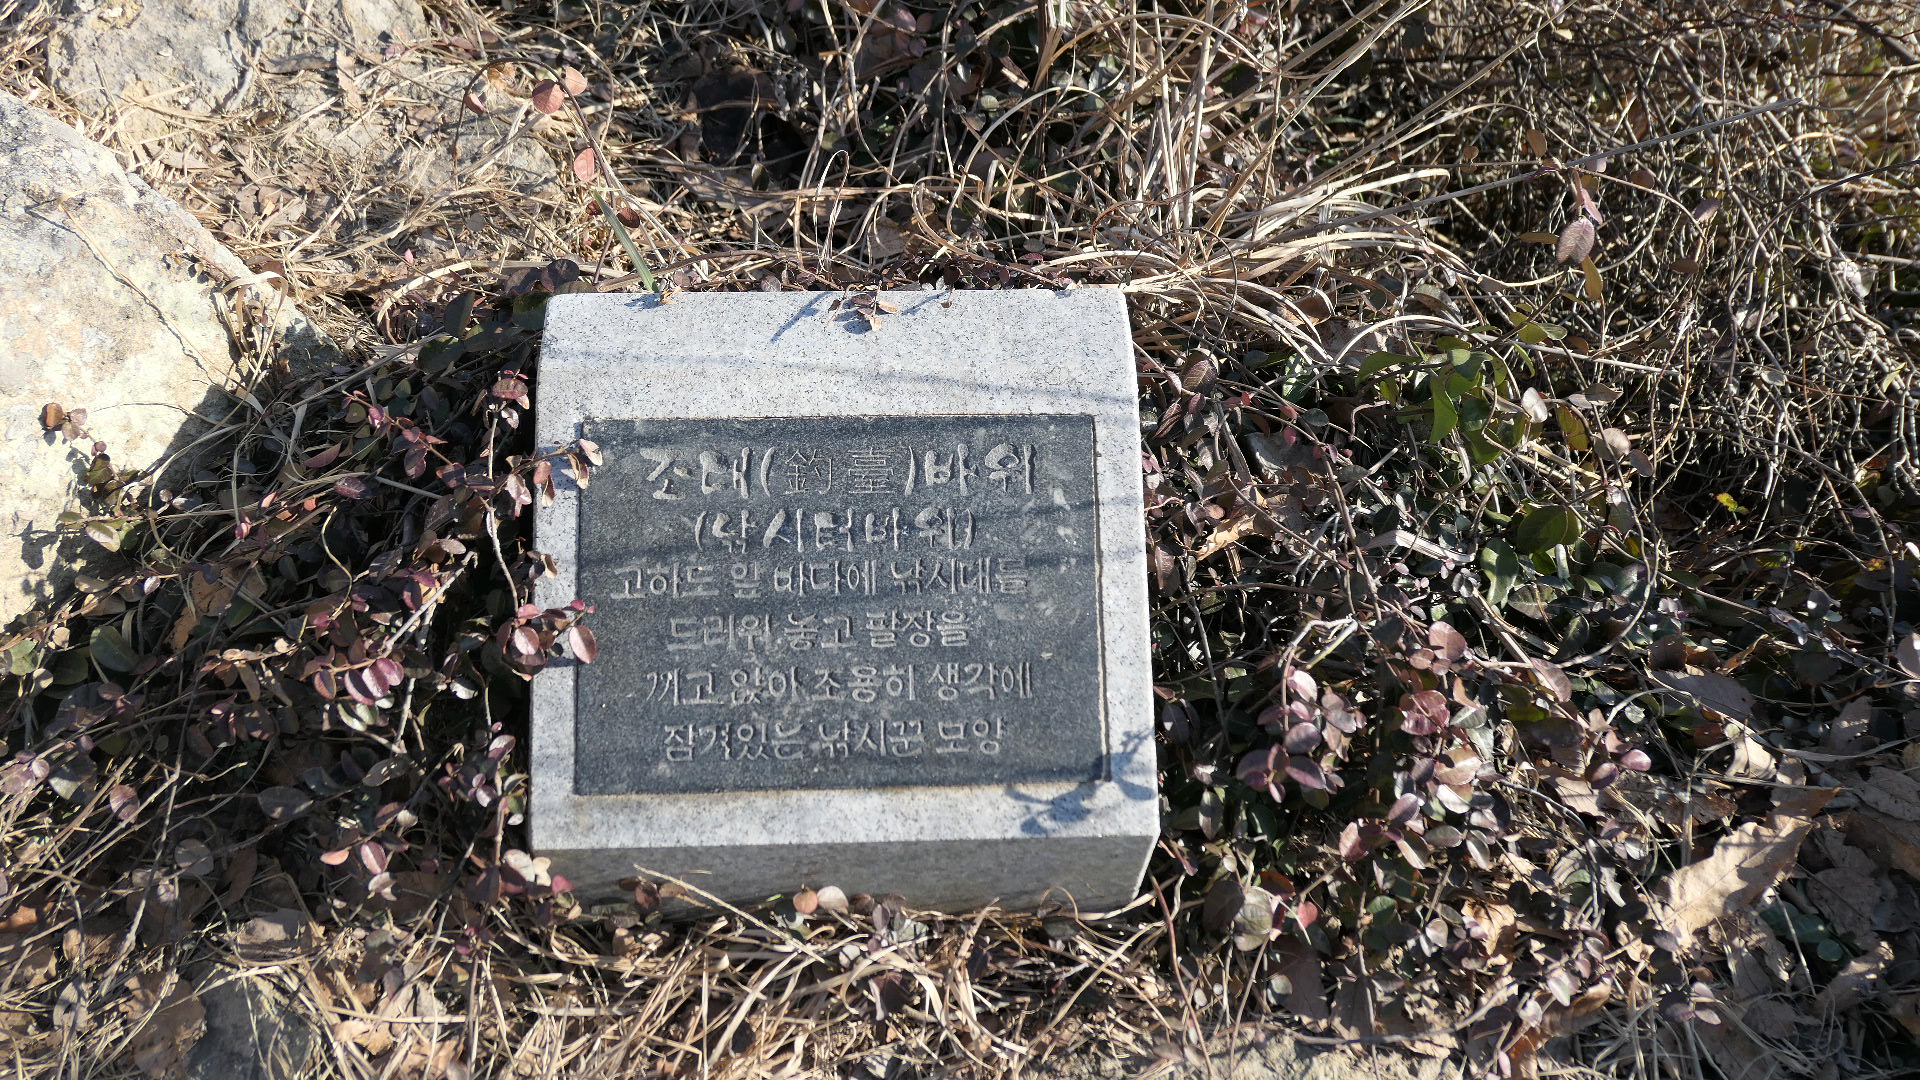 조대(釣臺)바위
(낚시터바위)
고하도 앞 바다에 낚시대를
드리워 놓고 팔장을
끼고 앉아 조용히 생각에
잠겨있는 낚시꾼 모양